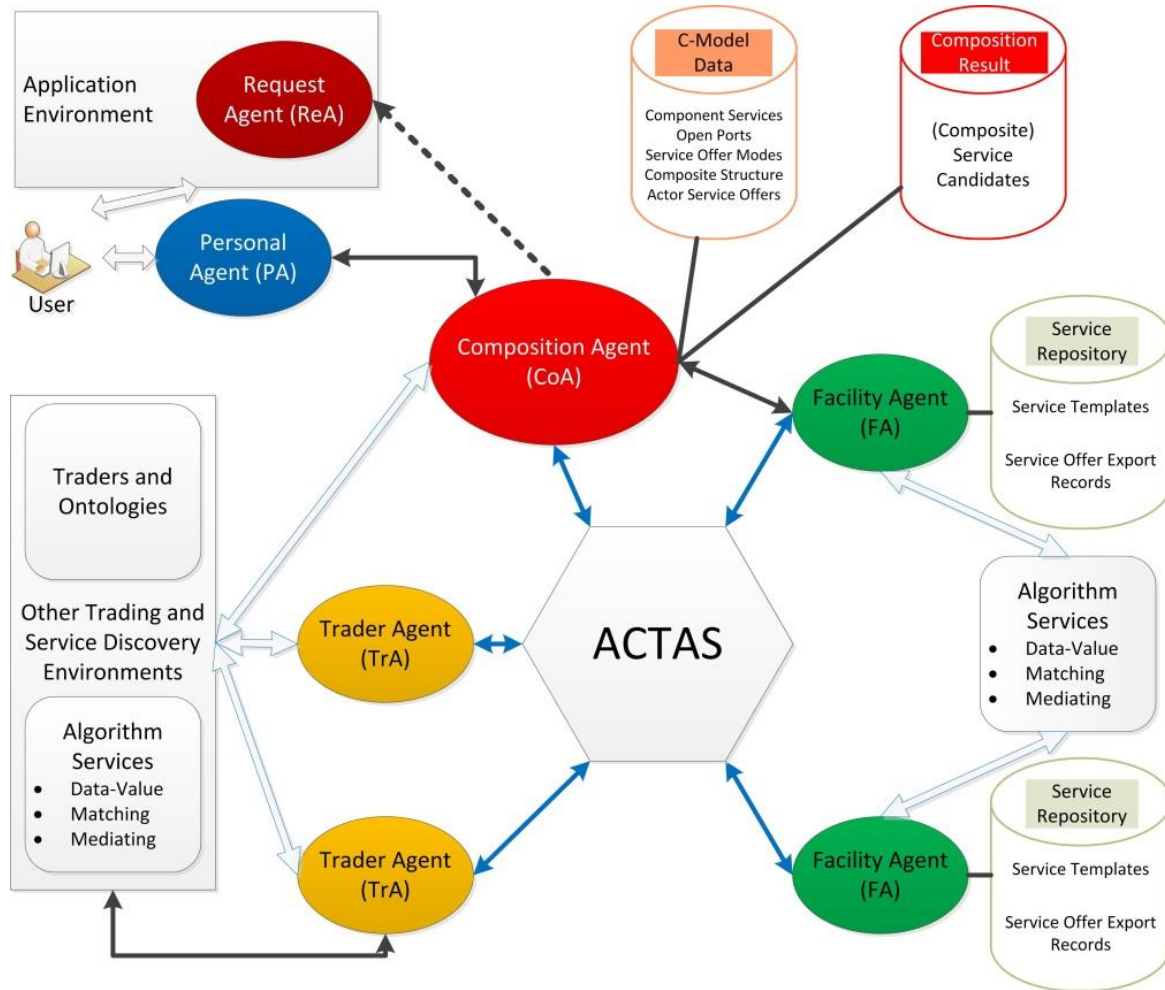 Application
Environment
Request
Agent (ReA)
User
Personal
Agent (PA)
C-Model
Data
Component Services
Open Ports
Service Offer Modes
Composite Structure
Actor Service Offers
Composition
Result
(Composite)
Service
Candidates
Composition Agent
(CoA)
Facility Agent
(FA)
Service
Repository
Service Templates
Service Offer Export
Records
Traders and
Ontologies
Other Trading and
Service Discovery
Environments
Algorithm
Services
• Data-Value
• Matching
• Mediating
Trader Agent
(TrA)
ACTAS
Algorithm
Services
• Data-Value
• Matching
• Mediating
Trader Agent
(TrA)
Facility Agent
(FA)
Service
Repository
Service Templates
Service Offer Export
Records